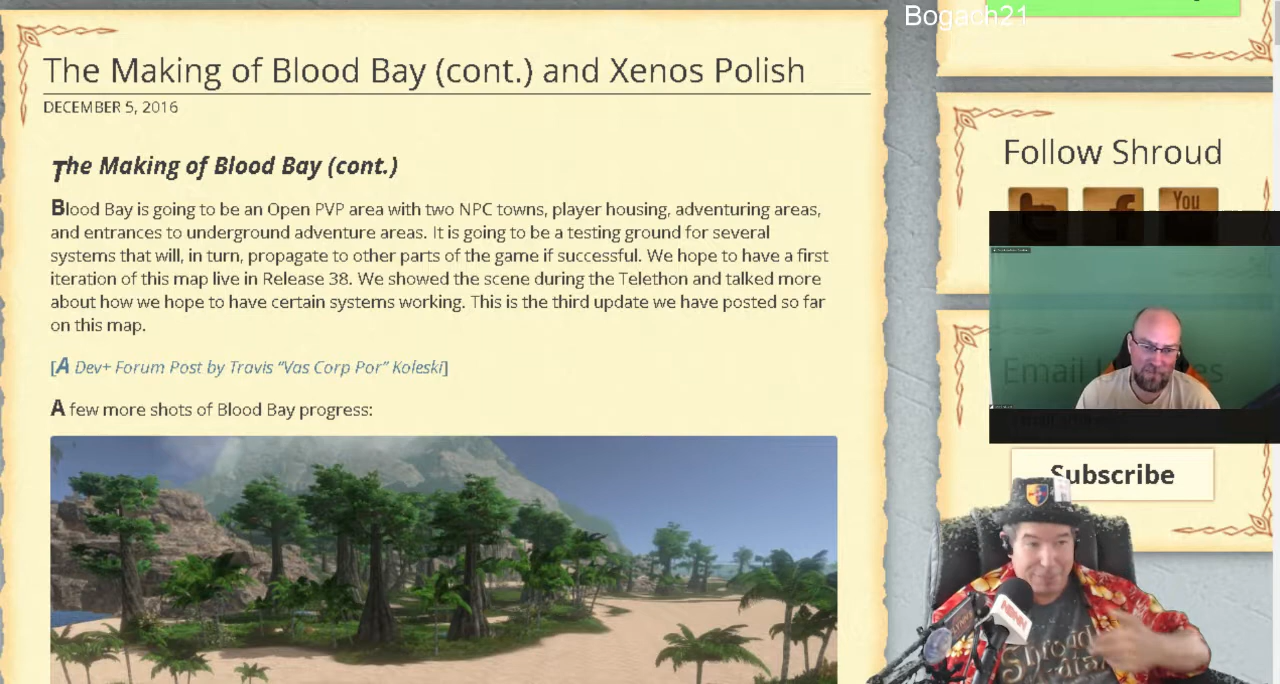 Bogach21
The Making of Blood Bay (cont.) and Xenos Polish
DECEMBER 5, 2016
The Making of Blood Bay (cont.)
Blood Bay is going to be an Open PVP area with two NPC towns, player housing, adventuring areas,
and entrances to underground adventure areas. It is going to be a testing ground for several
systems that will, in turn, propagate to other parts of the game if successful. We hope to have a first
iteration of this map live in Release 38. We showed the scene during the Telethon and talked more
about how we hope to have certain systems working. This is the third update we have posted so far
on this map.
[A Dev+ Forum Post by Travis “Vas Corp Por” Koleski]
A few more shots of Blood Bay progress:
Follow Shroud
You
Email
Subscribe
Shroud